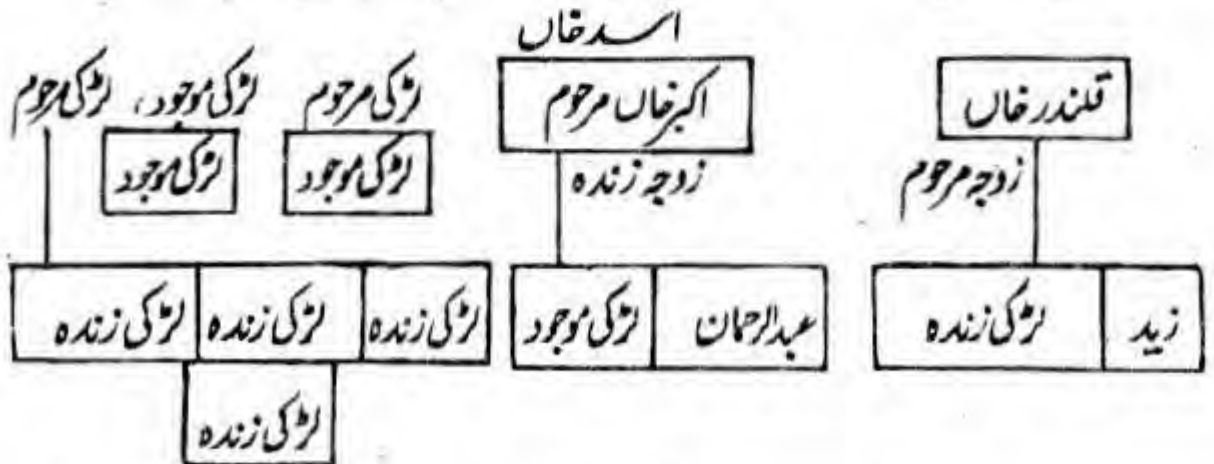 اسد خاں
قلندر خاں
اکبر خاں مرحوم
لڑکی مرحوم
لڑکی موجود،
لڑکی مرحوم
لڑکی موجود
لڑکی موجود
زوجہ مرحوم
زوجہ زندہ
زید
لڑکی زندہ
عبدالرحمان
لڑکی موجود
لڑکی زندہ
لڑکی زندہ
لڑکی زندہ
لڑکی زندہ